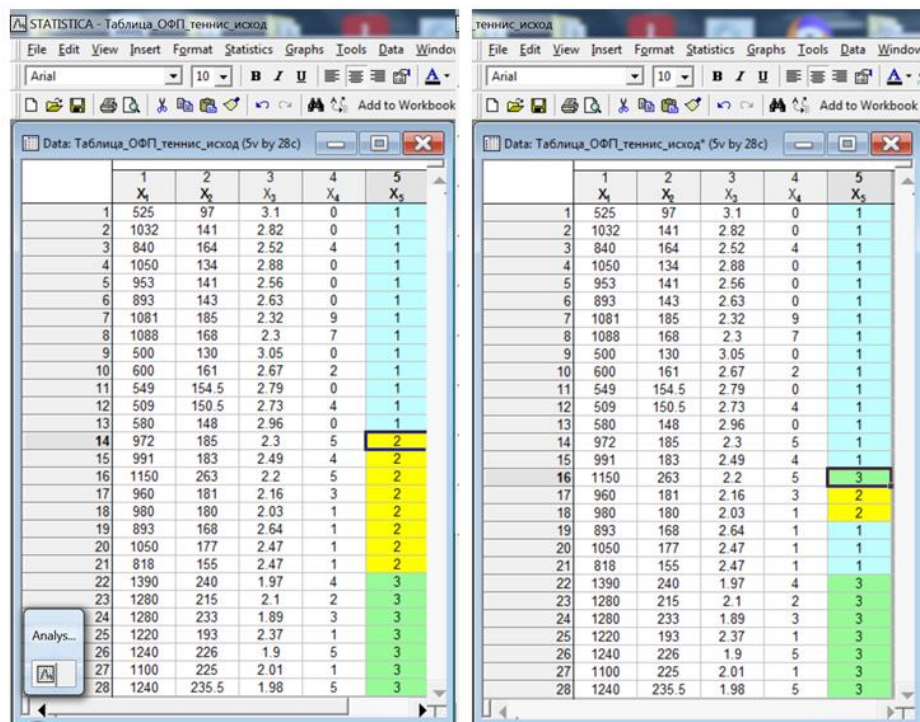 STATISTICA - Таблица_ОФП_теннис_исход
File Edit View Insert Format Statistics Graphs Tools Data Window
Arial 10 B I U A
Add to Workbook
Data: Таблица_ОФП_теннис_исход (5v by 28c)
1 2 3 4 5
X₁ X₂ X₃ X₄ X₅
1 525 97 3.1 0 1
2 1032 141 2.82 0 1
3 840 164 2.52 4 1
4 1050 134 2.88 0 1
5 953 141 2.56 0 1
6 893 143 2.63 0 1
7 1081 185 2.32 9 1
8 1088 168 2.3 7 1
9 500 130 3.05 0 1
10 600 161 2.67 2 1
11 549 154.5 2.79 0 1
12 509 150.5 2.73 4 1
13 580 148 2.96 0 1
14 972 185 2.3 5 2
15 991 183 2.49 4 2
16 1150 263 2.2 5 2
17 960 181 2.16 3 2
18 980 180 2.03 1 2
19 893 168 2.64 1 2
20 1050 177 2.47 1 2
21 818 155 2.47 1 2
22 1390 240 1.97 4 3
23 1280 215 2.1 2 3
24 1280 233 1.89 3 3
25 1220 193 2.37 1 3
26 1240 226 1.9 5 3
27 1100 225 2.01 1 3
28 1240 235.5 1.98 5 3
Analys...
теннис_исход
File Edit View Insert Format Statistics Graphs Tools Data Window
Arial 10 B I U A
Add to Workbook
Data: Таблица_ОФП_теннис_исход* (5v by 28c)
1 2 3 4 5
X₁ X₂ X₃ X₄ X₅
1 525 97 3.1 0 1
2 1032 141 2.82 0 1
3 840 164 2.52 4 1
4 1050 134 2.88 0 1
5 953 141 2.56 0 1
6 893 143 2.63 0 1
7 1081 185 2.32 9 1
8 1088 168 2.3 7 1
9 500 130 3.05 0 1
10 600 161 2.67 2 1
11 549 154.5 2.79 0 1
12 509 150.5 2.73 4 1
13 580 148 2.96 0 1
14 972 185 2.3 5 1
15 991 183 2.49 4 1
16 1150 263 2.2 5 3
17 960 181 2.16 3 2
18 980 180 2.03 1 2
19 893 168 2.64 1 1
20 1050 177 2.47 1 1
21 818 155 2.47 1 1
22 1390 240 1.97 4 3
23 1280 215 2.1 2 3
24 1280 233 1.89 3 3
25 1220 193 2.37 1 3
26 1240 226 1.9 5 3
27 1100 225 2.01 1 3
28 1240 235.5 1.98 5 3